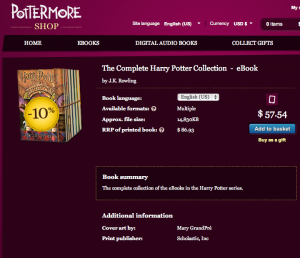 POTTERMORE
SHOP
My
Site language English (US) Currency USD $ 0 items
HOME EBOOKS DIGITAL AUDIO BOOKS COLLECT GIFTS
The Complete Harry Potter Collection - eBook
by J.K. Rowling
-10%
Book language: English (US)
Available formats: ? Multiple
Approx. file size: 14,830KB
RRP of printed book: ? $ 86.93
$ 57.54
Add to basket
Buy as a gift
Book summary
The complete collection of the eBooks in the Harry Potter series.
Additional information
Cover art by: Mary GrandPré
Print publisher: Scholastic, Inc